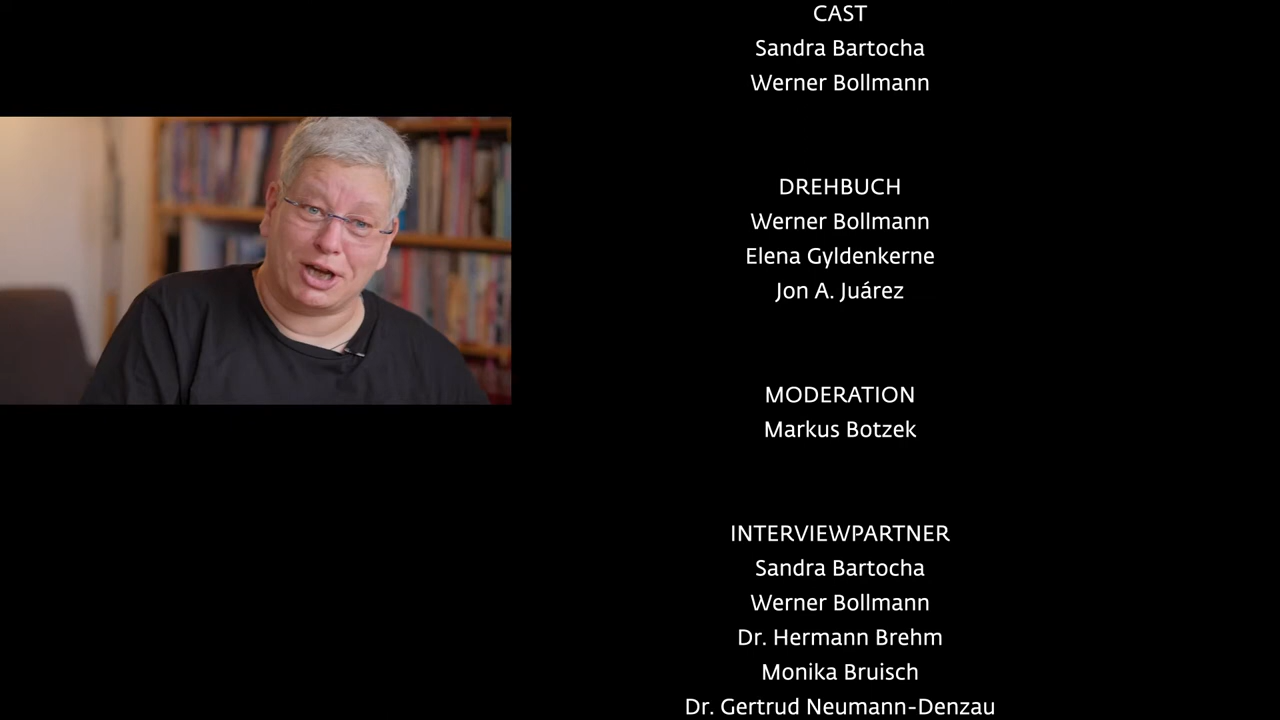 CAST
Sandra Bartocha
Werner Bollmann
DREHBUCH
Werner Bollmann
Elena Gyldenkerne
Jon A. Juárez
MODERATION
Markus Botzek
INTERVIEWPARTNER
Sandra Bartocha
Werner Bollmann
Dr. Hermann Brehm
Monika Bruisch
Dr. Gertrud Neumann-Denzau